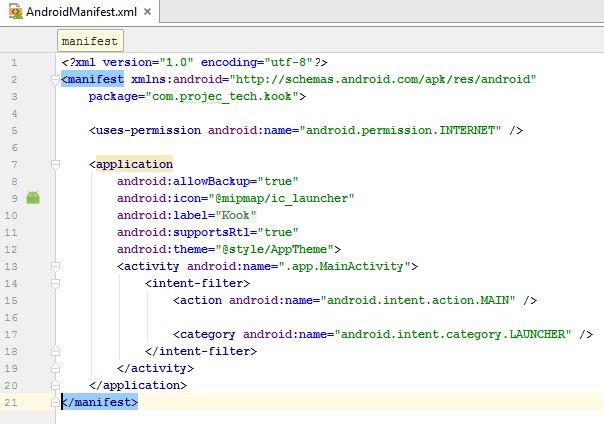 AndroidManifest.xml ×
manifest
1 <?xml version="1.0" encoding="utf-8"?>
2 <manifest xmlns:android="http://schemas.android.com/apk/res/android"
3     package="com.projec_tech.kook">
4
5     <uses-permission android:name="android.permission.INTERNET" />
6
7     <application
8         android:allowBackup="true"
9         android:icon="@mipmap/ic_launcher"
10         android:label="Kook"
11         android:supportsRtl="true"
12         android:theme="@style/AppTheme">
13         <activity android:name=".app.MainActivity">
14             <intent-filter>
15                 <action android:name="android.intent.action.MAIN" />
16
17                 <category android:name="android.intent.category.LAUNCHER" />
18             </intent-filter>
19         </activity>
20     </application>
21 </manifest>